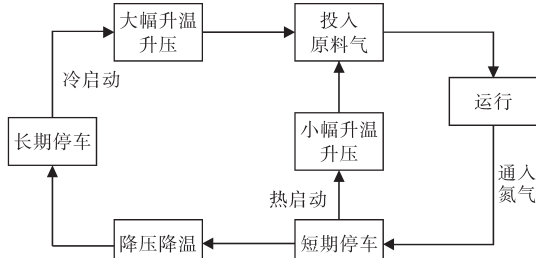 大幅升温
升压
投入
原料气
冷启动
运行
长期停车
小幅升温
升压
通入
氮气
热启动
降压降温
短期停车